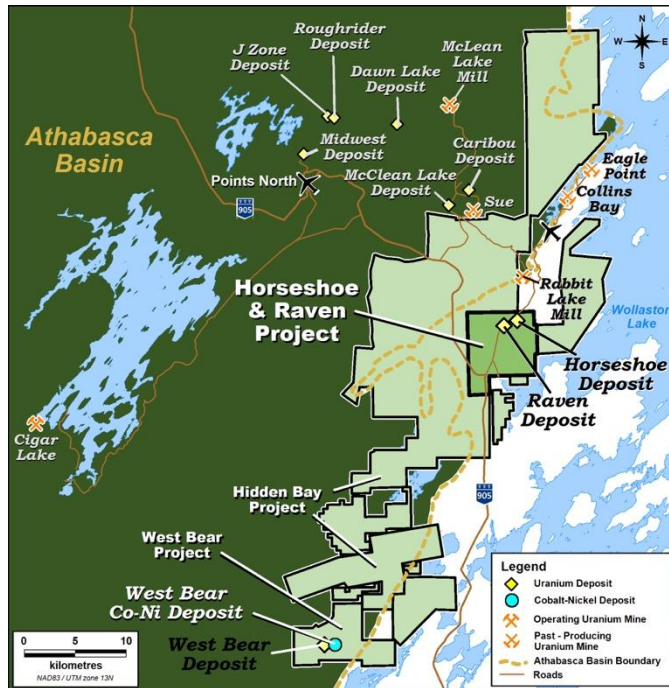 Roughrider
Deposit
J Zone
Deposit
McLean
Lake
Mill
Dawn Lake
Deposit
N
W E
S
Athabasca
Basin
Midwest
Deposit
Caribou
Deposit
Eagle
Point
Points North
McClean Lake
Deposit
Collins
Bay
905
Sue
Horseshoe
& Raven
Project
Rabbit
Lake
Mill
Wollaston
Lake
Horseshoe
Deposit
Raven
Deposit
Cigar
Lake
Hidden Bay
Project
905
West Bear
Project
West Bear
Co-Ni Deposit
West Bear
Deposit
0 5 10
kilometres
NAD83 / UTM zone 13N
Legend
Uranium Deposit
Cobalt-Nickel Deposit
Operating Uranium Mine
Past - Producing
Uranium Mine
Athabasca Basin Boundary
Roads